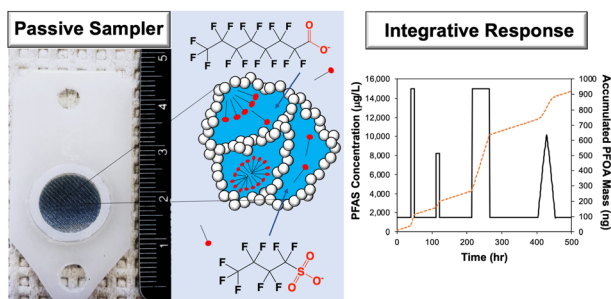 Passive Sampler
Integrative Response
F F F F F F F O
F O-
F F F F F F F
F F F F O
F S O-
F F F F O
1 2 3 4 5
PFAS Concentration (µg/L)
16,000
14,000
12,000
10,000
8,000
6,000
4,000
2,000
0
1000
900
800
700
600
500
400
300
200
100
0
Accumulated PFOA Mass (ng)
0 100 200 300 400 500
Time (hr)